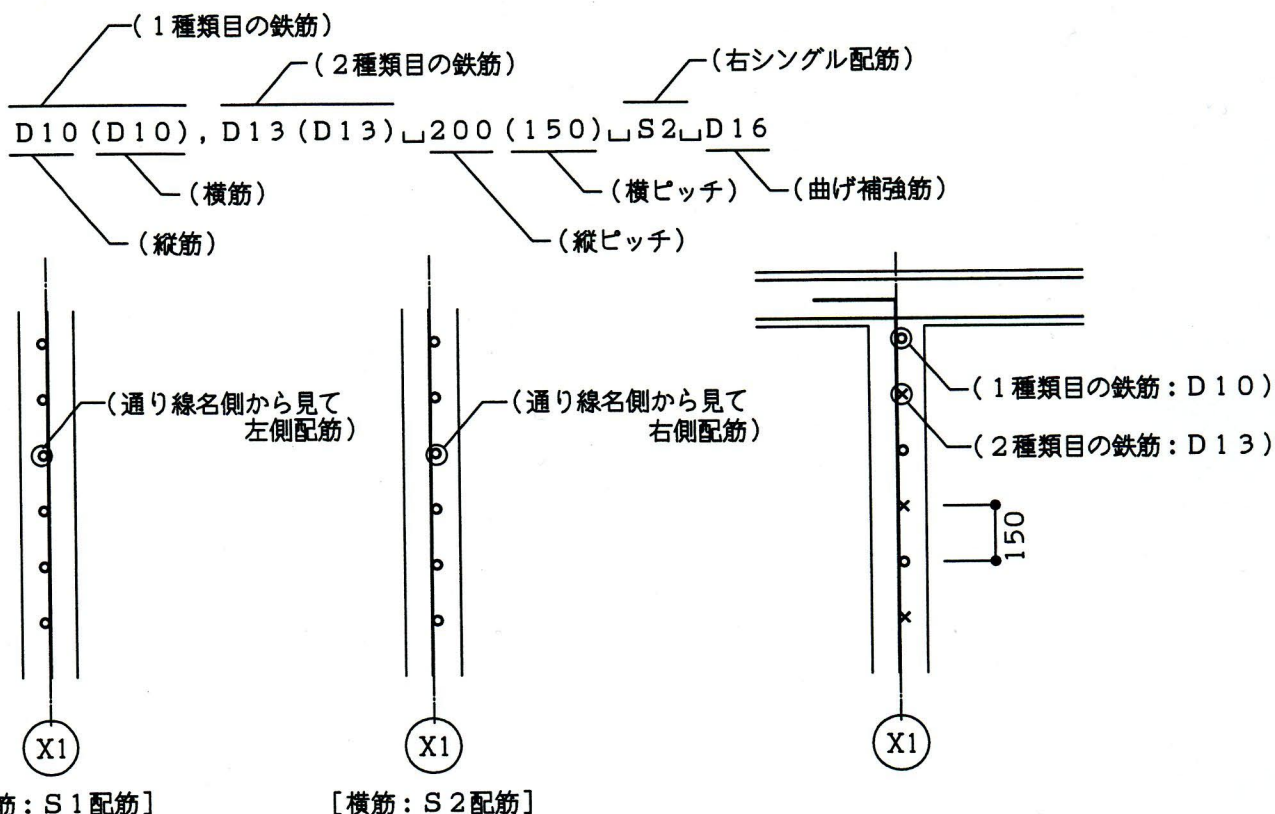 (1種類目の鉄筋)
(2種類目の鉄筋)
(右シングル配筋)
D10(D10),D13(D13)␣200(150)␣S2␣D16
(横筋)
(横ピッチ)
(曲げ補強筋)
(縦筋)
(縦ピッチ)
(通り線名側から見て
左側配筋)
(通り線名側から見て
右側配筋)
(1種類目の鉄筋:D10)
(2種類目の鉄筋:D13)
150
X1
X1
X1
筋:S1配筋]
[横筋:S2配筋]